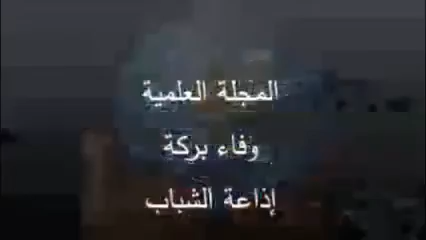 المجلة العلمية
وفاء بركة
إذاعة الشباب